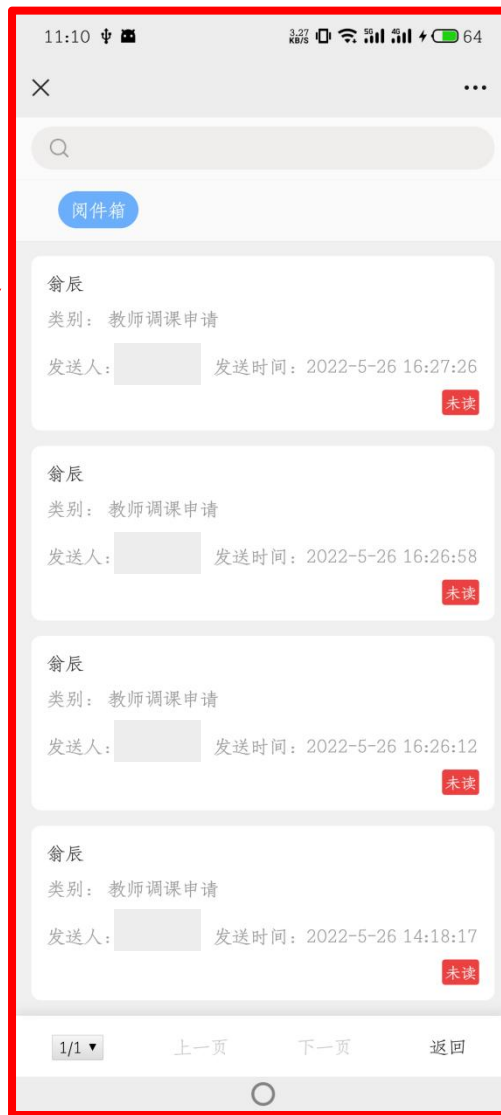 11:10 3.27 KB/S 5G 4G 64
阅件箱
翁辰
类别： 教师调课申请
发送人： 发送时间：2022-5-26 16:27:26
未读
翁辰
类别： 教师调课申请
发送人： 发送时间：2022-5-26 16:26:58
未读
翁辰
类别： 教师调课申请
发送人： 发送时间：2022-5-26 16:26:12
未读
翁辰
类别： 教师调课申请
发送人： 发送时间：2022-5-26 14:18:17
未读
1/1 上一页 下一页 返回